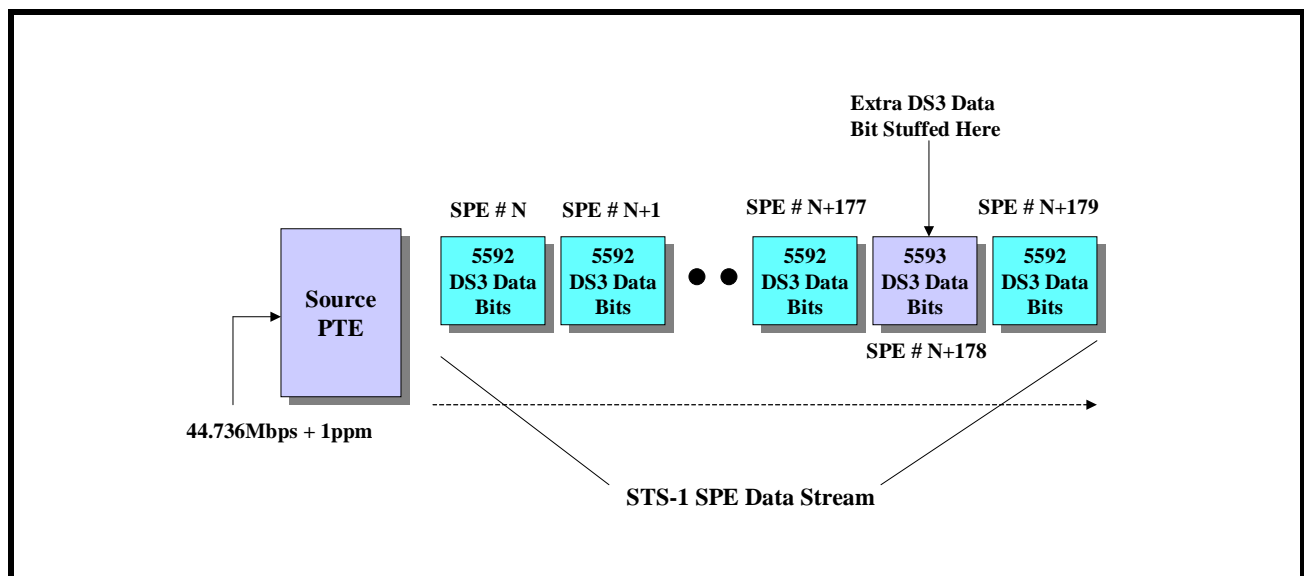 Extra DS3 Data
Bit Stuffed Here
SPE # N
SPE # N+1
SPE # N+177
SPE # N+179
Source
PTE
5592
DS3 Data
Bits
5592
DS3 Data
Bits
5592
DS3 Data
Bits
5593
DS3 Data
Bits
5592
DS3 Data
Bits
SPE # N+178
44.736Mbps + 1ppm
STS-1 SPE Data Stream